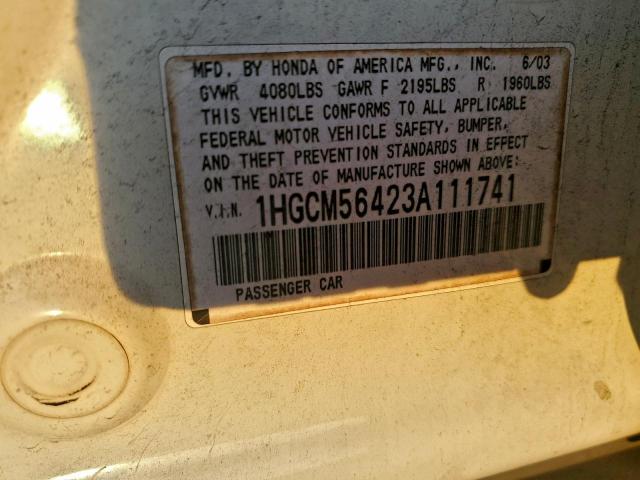 MFD. BY HONDA OF AMERICA MFG., INC. 6/03
GVWR 4080LBS GAWR F 2195LBS R 1960LBS
THIS VEHICLE CONFORMS TO ALL APPLICABLE
FEDERAL MOTOR VEHICLE SAFETY, BUMPER,
AND THEFT PREVENTION STANDARDS IN EFFECT
ON THE DATE OF MANUFACTURE SHOWN ABOVE:
V.I.N. 1HGCM56423A111741
PASSENGER CAR